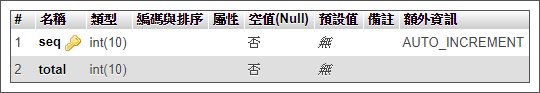 # 名稱 類型 編碼與排序 屬性 空值(Null) 預設值 備註 額外資訊
1 seq int(10) 否 無 AUTO_INCREMENT
2 total int(10) 否 無